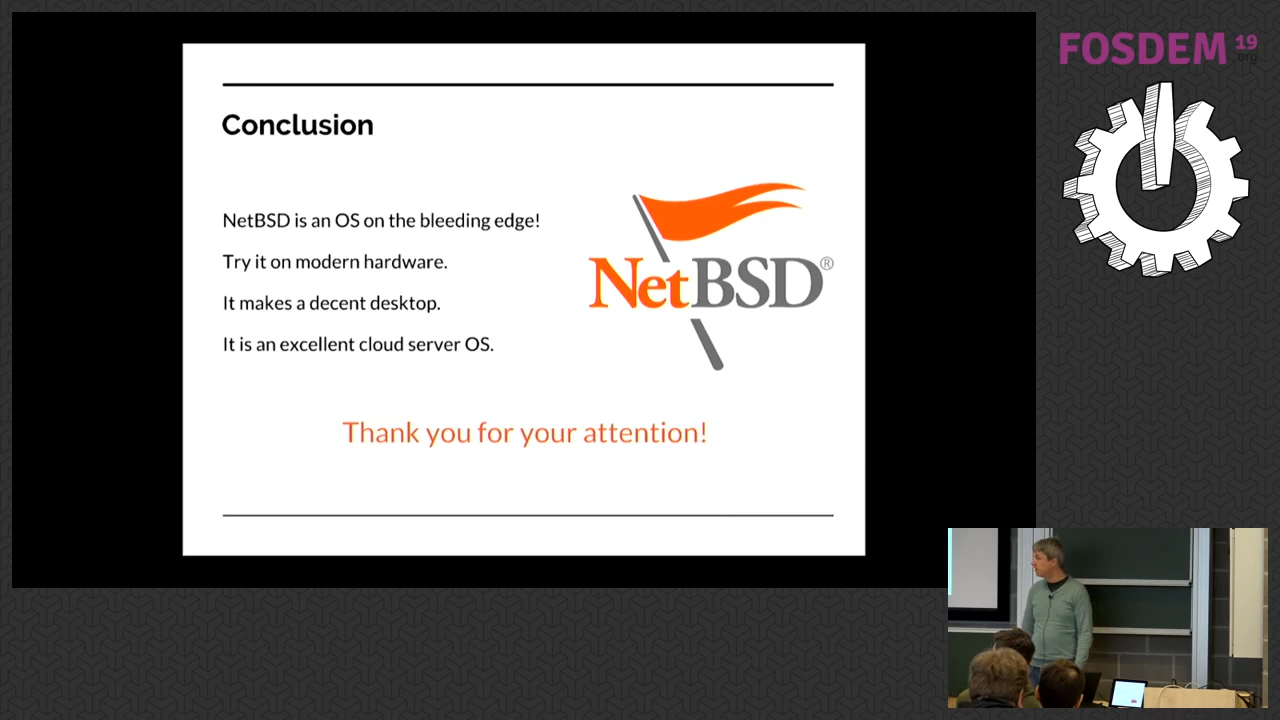 Conclusion
NetBSD is an OS on the bleeding edge!
Try it on modern hardware.
It makes a decent desktop.
It is an excellent cloud server OS.
NetBSD®
Thank you for your attention!
FOSDEM 19
.org